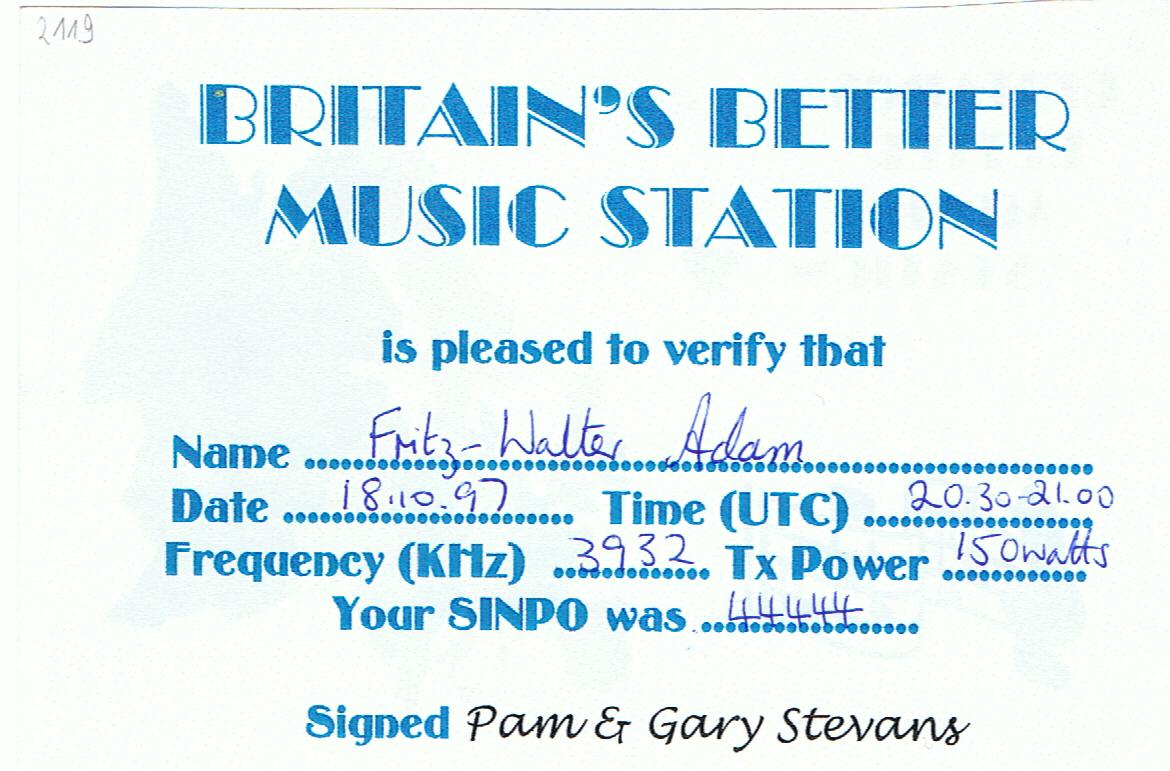 2119
BRITAIN'S BETTER
MUSIC STATION
is pleased to verify that
Name Fritz-Walter Adam
Date 18.10.97 Time (UTC) 20.30-21.00
Frequency (KHz) 3932 Tx Power 150watts
Your SINPO was 44444
Signed Pam & Gary Stevans